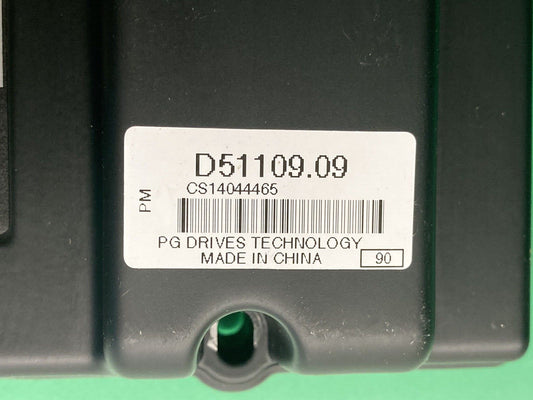 D51109.09
CS14044465
PM
PG DRIVES TECHNOLOGY
MADE IN CHINA
90